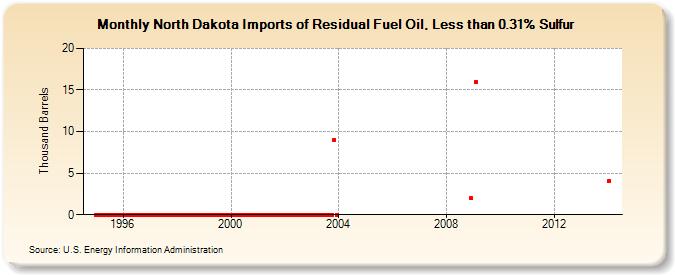 Monthly North Dakota Imports of Residual Fuel Oil, Less than 0.31% Sulfur
Thousand Barrels
20
15
10
5
0
1996 2000 2004 2008 2012
Source: U.S. Energy Information Administration